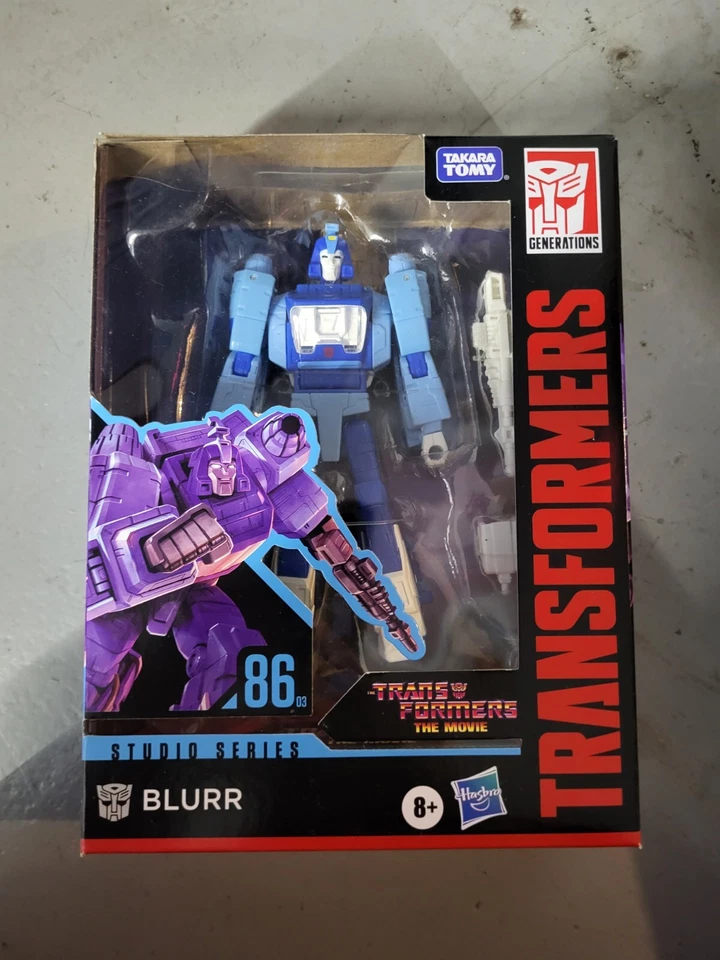 TAKARA
TOMY
GENERATIONS
TRANSFORMERS
86
03
TRANS
FORMERS
THE MOVIE
STUDIO SERIES
BLURR
8+
Hasbro